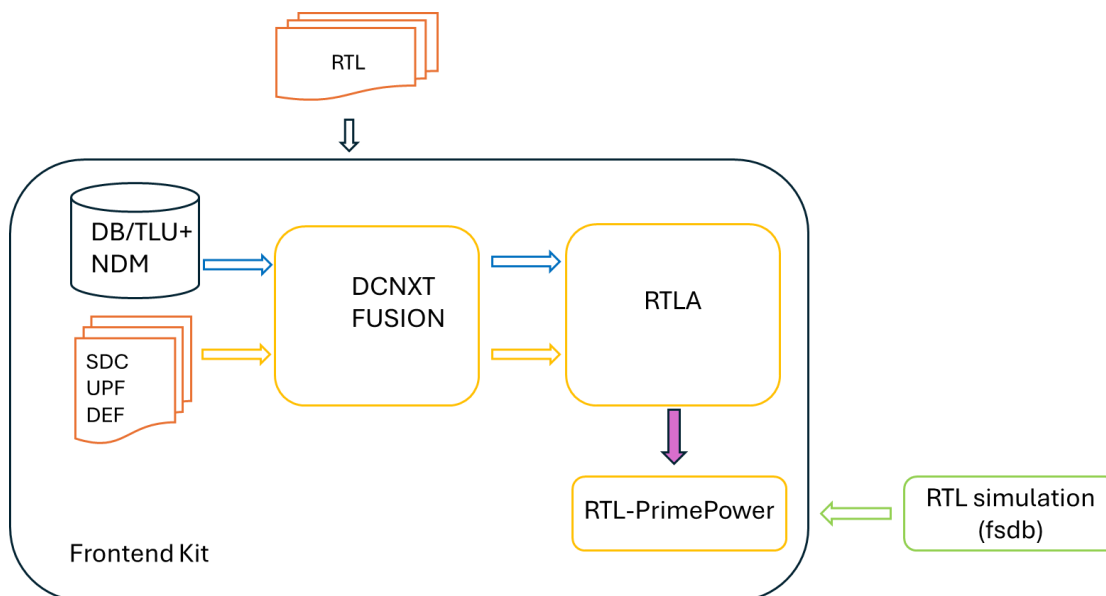 RTL
DB/TLU+
NDM
DCNXT
FUSION
RTLA
SDC
UPF
DEF
RTL-PrimePower
RTL simulation
(fsdb)
Frontend Kit